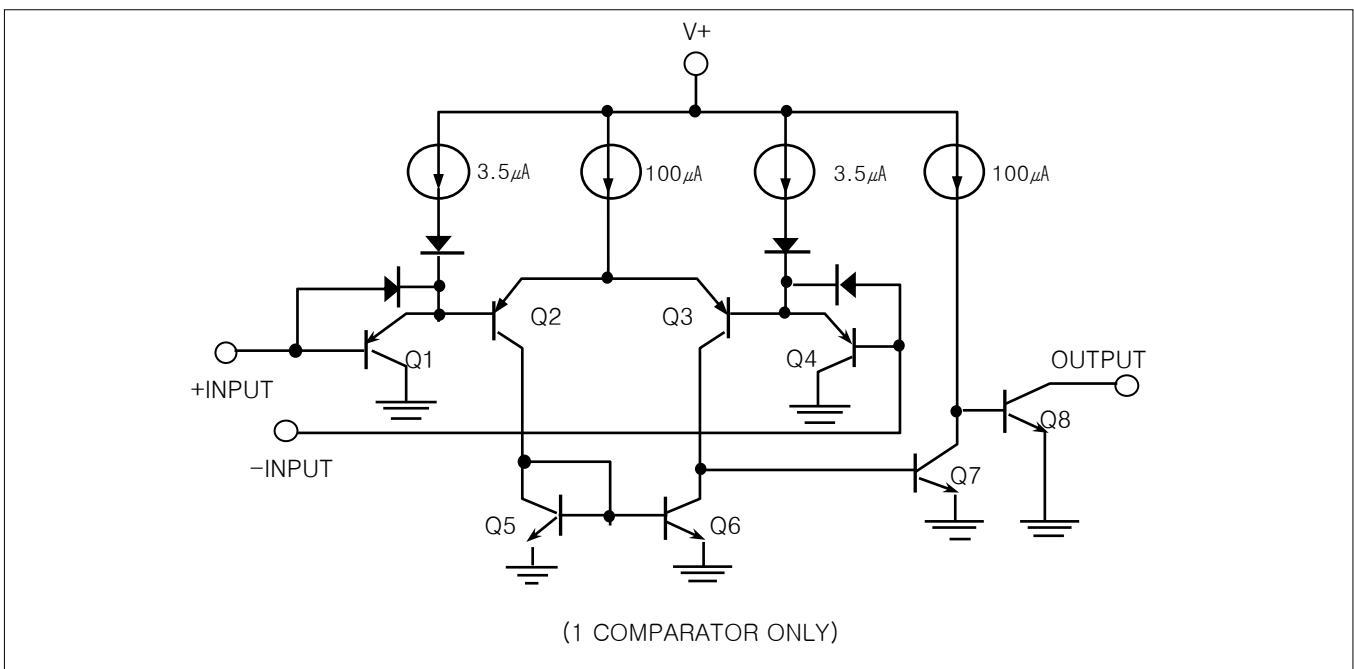 V+
3.5μA
100μA
3.5μA
100μA
Q2
Q3
Q1
Q4
OUTPUT
+INPUT
Q8
-INPUT
Q7
Q5
Q6
(1 COMPARATOR ONLY)